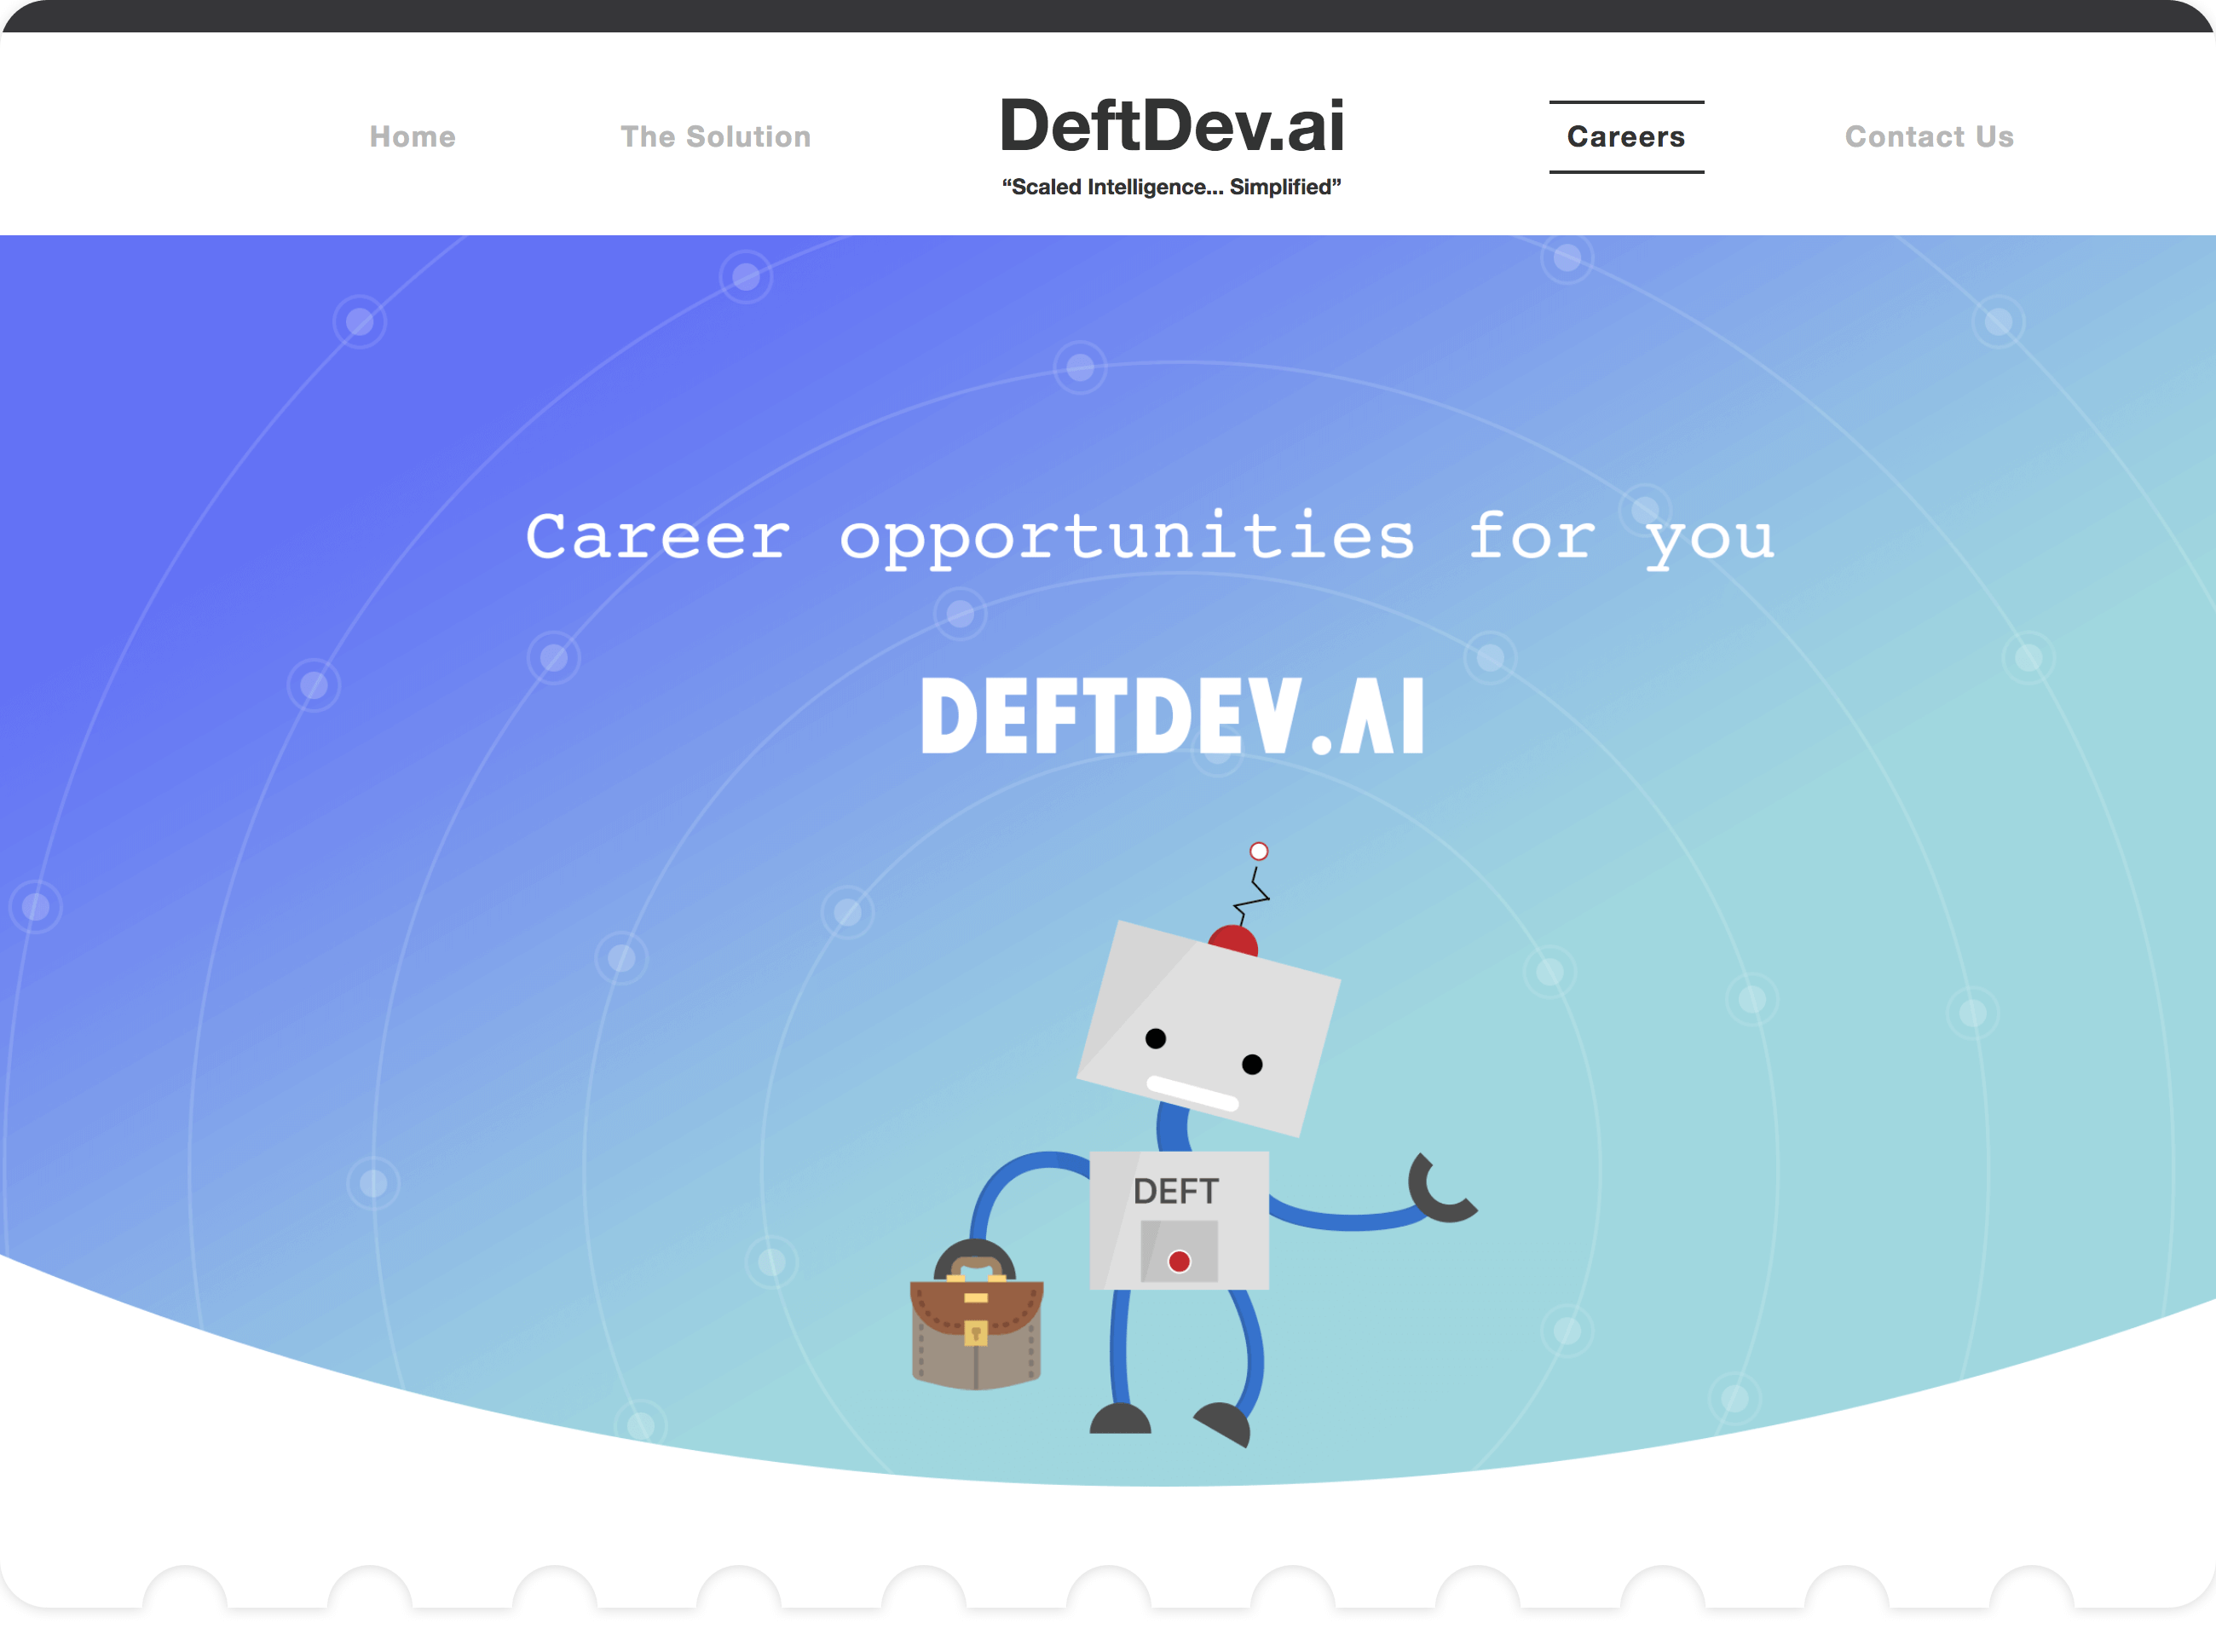 Home
The Solution
DeftDev.ai
“Scaled Intelligence... Simplified”
Careers
Contact Us
Career opportunities for you
DEFTDEV.AI
DEFT